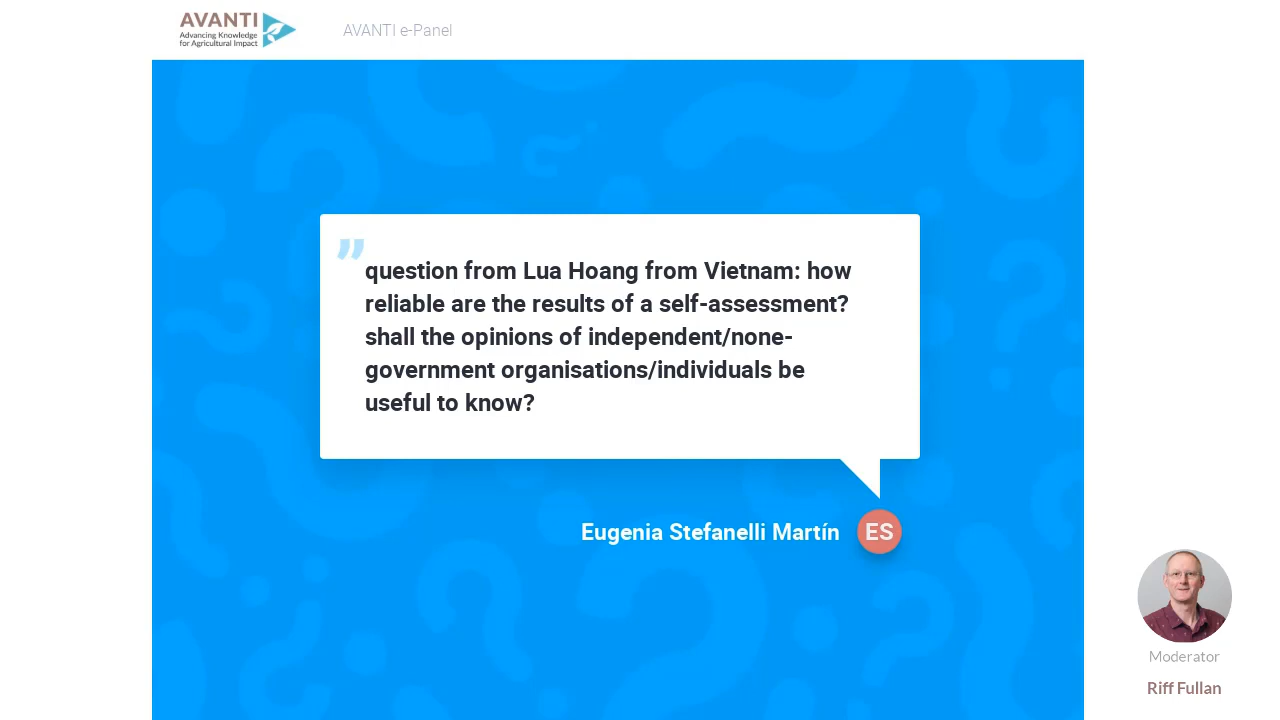 AVANTI
Advancing Knowledge
for Agricultural Impact
AVANTI e-Panel
”
question from Lua Hoang from Vietnam: how
reliable are the results of a self-assessment?
shall the opinions of independent/none-
government organisations/individuals be
useful to know?
Eugenia Stefanelli Martín
ES
Moderator
Riff Fullan